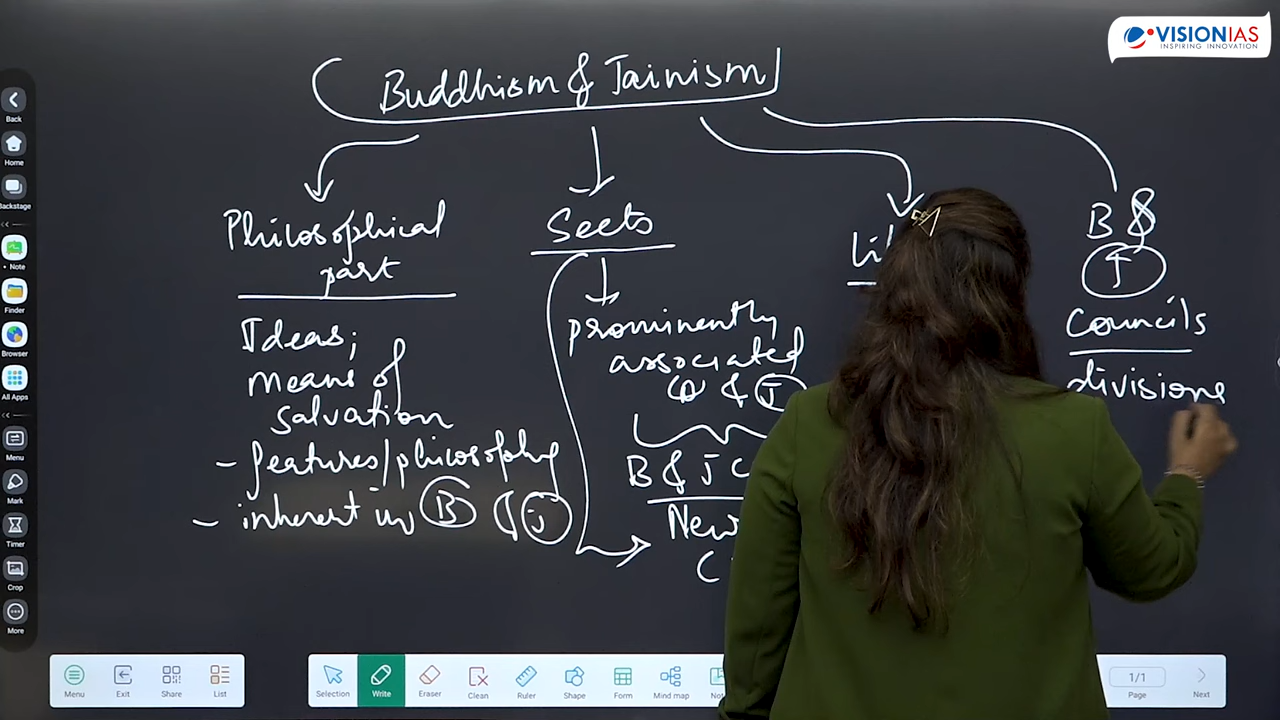 VISIONIAS
INSPIRING INNOVATION
Buddhism & Jainism
Philosophical
part
Ideas;
means of
salvation
- features/philosophy
- inherent in B & J
Sects
prominently
associated
& J
B & J
New
B &
J
Councils
divisions
Back
Home
Backstage
Note
Finder
Browser
All Apps
Menu
Mark
Timer
Crop
More
Menu
Exit
Share
List
Selection
Write
Eraser
Clean
Ruler
Shape
Form
Mind map
1/1
Page
Next